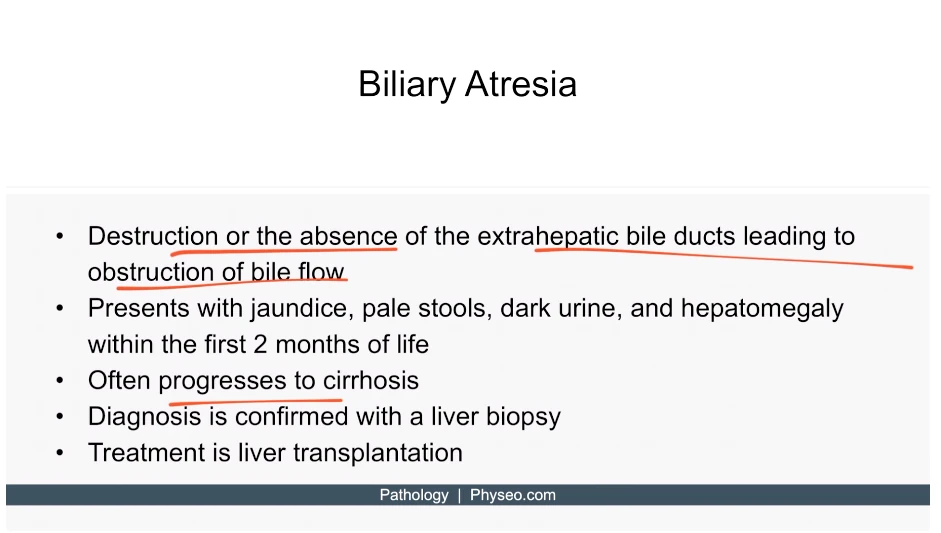 Biliary Atresia
• Destruction or the absence of the extrahepatic bile ducts leading to
obstruction of bile flow
• Presents with jaundice, pale stools, dark urine, and hepatomegaly
within the first 2 months of life
• Often progresses to cirrhosis
• Diagnosis is confirmed with a liver biopsy
• Treatment is liver transplantation
Pathology | Physeo.com